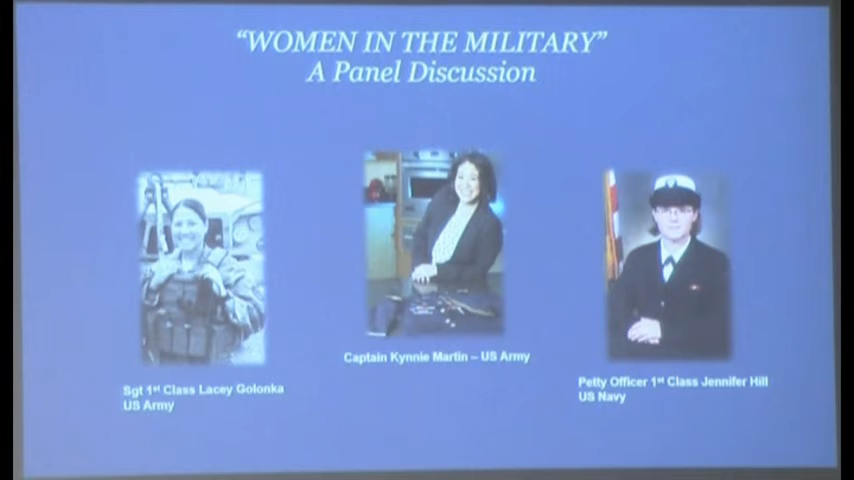 “WOMEN IN THE MILITARY”
A Panel Discussion
Captain Kynnie Martin – US Army
Sgt 1st Class Lacey Golonka
US Army
Petty Officer 1st Class Jennifer Hill
US Navy